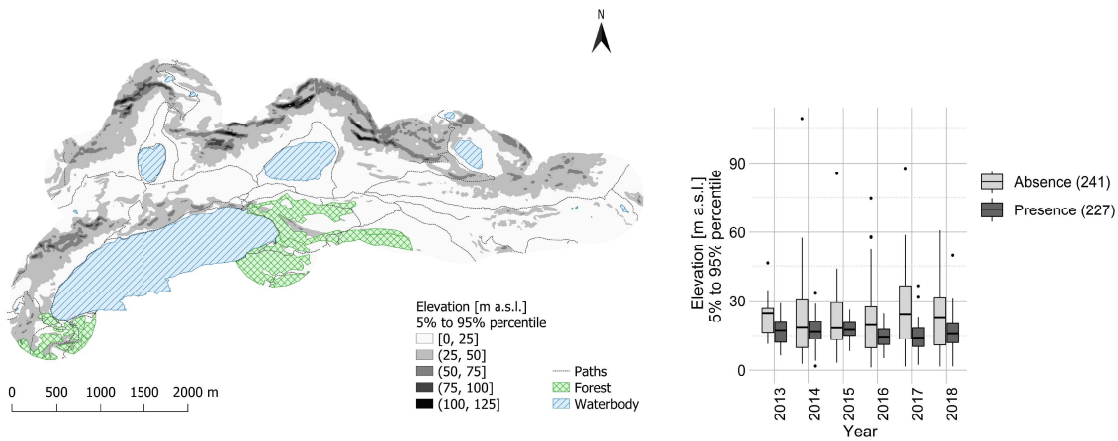 N
Elevation [m a.s.l.]
5% to 95% percentile
[0, 25]
(25, 50]
(50, 75]
(75, 100]
(100, 125]
Paths
Forest
Waterbody
0 500 1000 1500 2000 m
Elevation [m a.s.l.]
5% to 95% percentile
90
60
30
0
2013
2014
2015
2016
2017
2018
Year
Absence (241)
Presence (227)